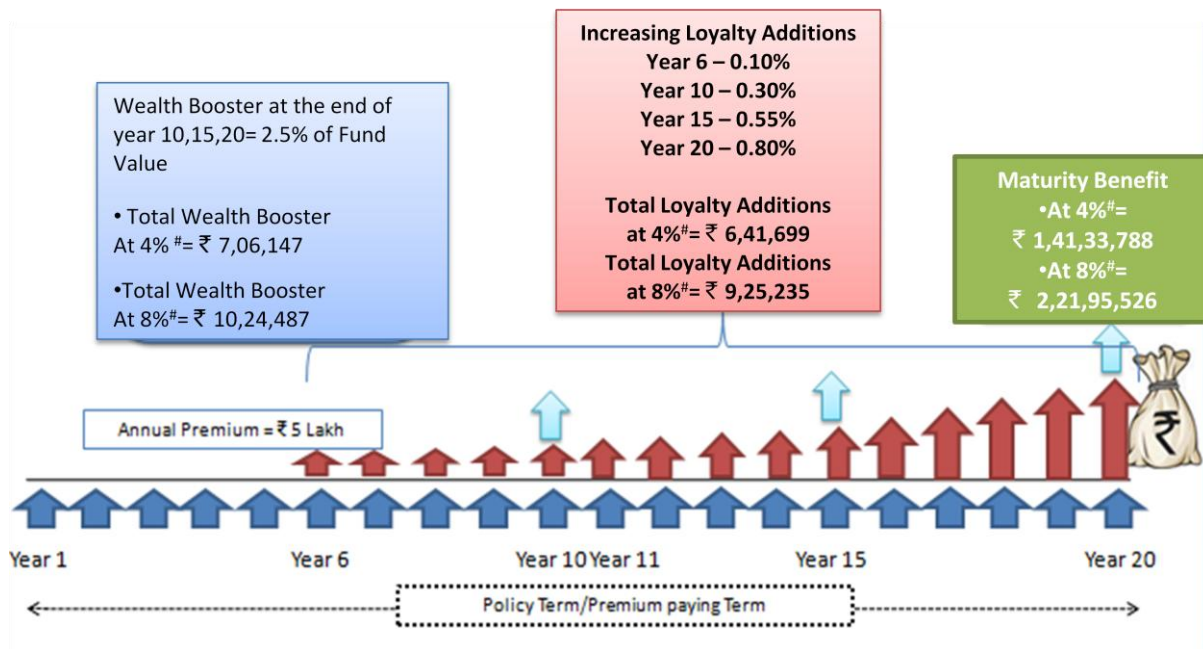 Increasing Loyalty Additions
Year 6 – 0.10%
Year 10 – 0.30%
Year 15 – 0.55%
Year 20 – 0.80%
Total Loyalty Additions
at 4%#= ₹ 6,41,699
Total Loyalty Additions
at 8%#= ₹ 9,25,235
Wealth Booster at the end of
year 10,15,20= 2.5% of Fund
Value
• Total Wealth Booster
At 4% #= ₹ 7,06,147
•Total Wealth Booster
At 8%#= ₹ 10,24,487
Maturity Benefit
•At 4%#=
₹ 1,41,33,788
•At 8%#=
₹ 2,21,95,526
Annual Premium = ₹ 5 Lakh
₹
Year 1 Year 6 Year 10 Year 11 Year 15 Year 20
Policy Term/Premium paying Term